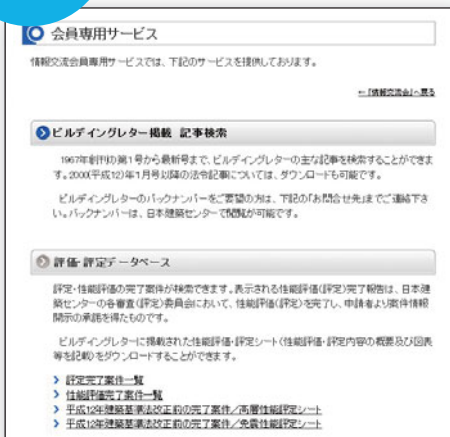 会員専用サービス
情報交流会員専用サービスでは、下記のサービスを提供しております。
←「情報交流会」へ戻る
ビルデイングレター掲載 記事検索
1967年創刊の第1号から最新号まで、ビルデイングレターの主な記事を検索することができま
す。2000(平成12)年1月号以降の法令記事については、ダウンロードも可能です。
ビルデイングレターのバックナンバーをご要望の方は、下記の「お問合せ先」までご連絡下さ
い。バックナンバーは、日本建築センターで閲覧が可能です。
評価・評定データベース
評定・性能評価の完了案件が検索できます。表示される性能評価(評定)完了報告は、日本建
築センターの各審査(評定)委員会において、性能評価(評定)を完了し、申請者より案件情報
開示の承諾を得たものです。
ビルデイングレターに掲載された性能評価・評定シート(性能評価・評定内容の概要及び図表
等を記載)をダウンロードすることができます。
評定完了案件一覧
性能評価完了案件一覧
平成12年建築基準法改正前の完了案件/高層性能評定シート
平成12年建築基準法改正前の完了案件/免震性能評定シート